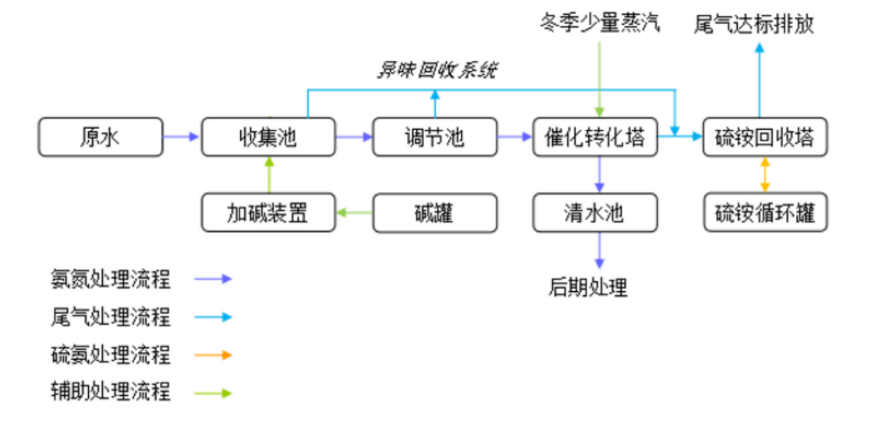 冬季少量蒸汽
尾气达标排放
异味回收系统
原水
收集池
调节池
催化转化塔
硫铵回收塔
加碱装置
碱罐
清水池
硫铵循环罐
后期处理
氨氮处理流程
尾气处理流程
硫氨处理流程
辅助处理流程